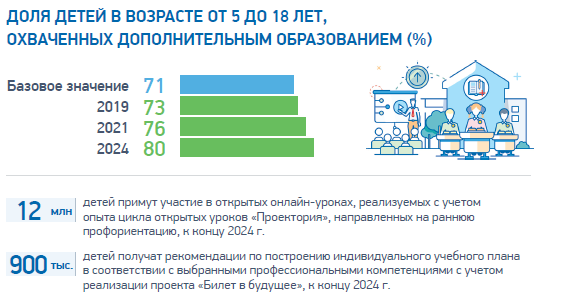 ДОЛЯ ДЕТЕЙ В ВОЗРАСТЕ ОТ 5 ДО 18 ЛЕТ,
ОХВАЧЕННЫХ ДОПОЛНИТЕЛЬНЫМ ОБРАЗОВАНИЕМ (%)
Базовое значение 71
2019 73
2021 76
2024 80
12 млн
детей примут участие в открытых онлайн-уроках, реализуемых с учетом
опыта цикла открытых уроков «Проектория», направленных на раннюю
профориентацию, к концу 2024 г.
900 тыс.
детей получат рекомендации по построению индивидуального учебного плана
в соответствии с выбранными профессиональными компетенциями с учетом
реализации проекта «Билет в будущее», к концу 2024 г.